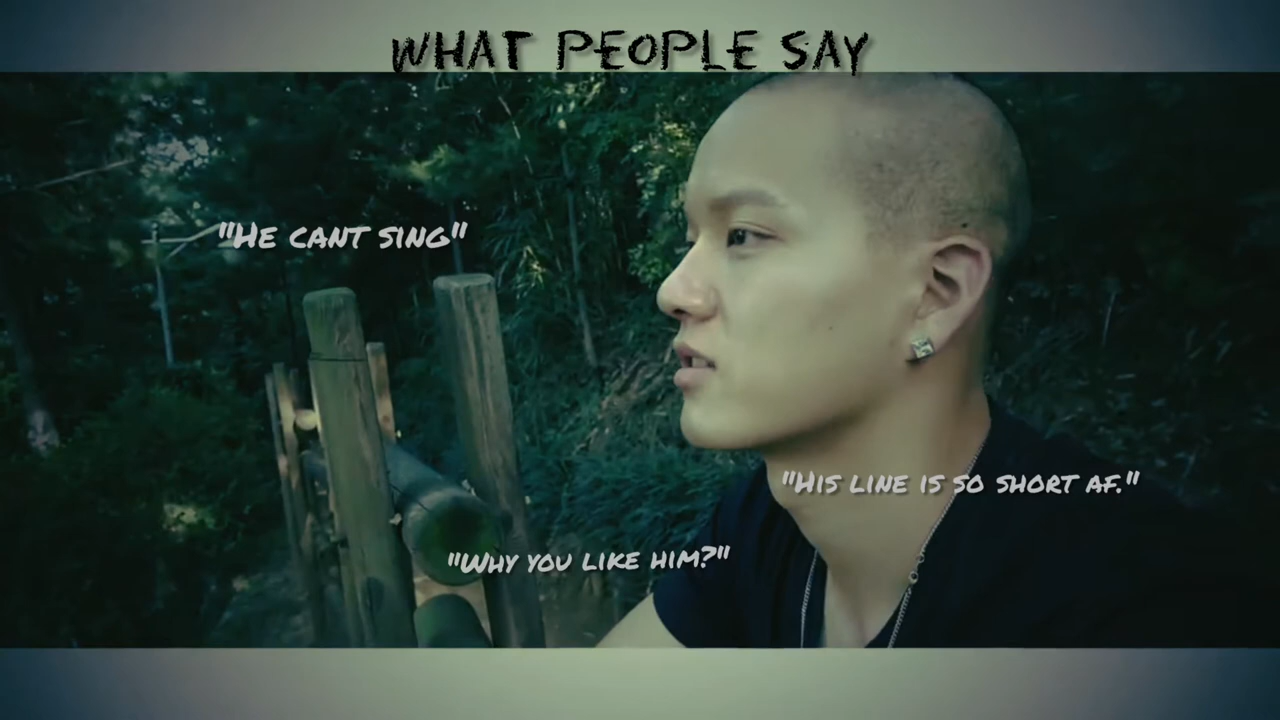 WHAT PEOPLE SAY
"HE CANT SING"
"HIS LINE IS SO SHORT AF."
"WHY YOU LIKE HIM?"